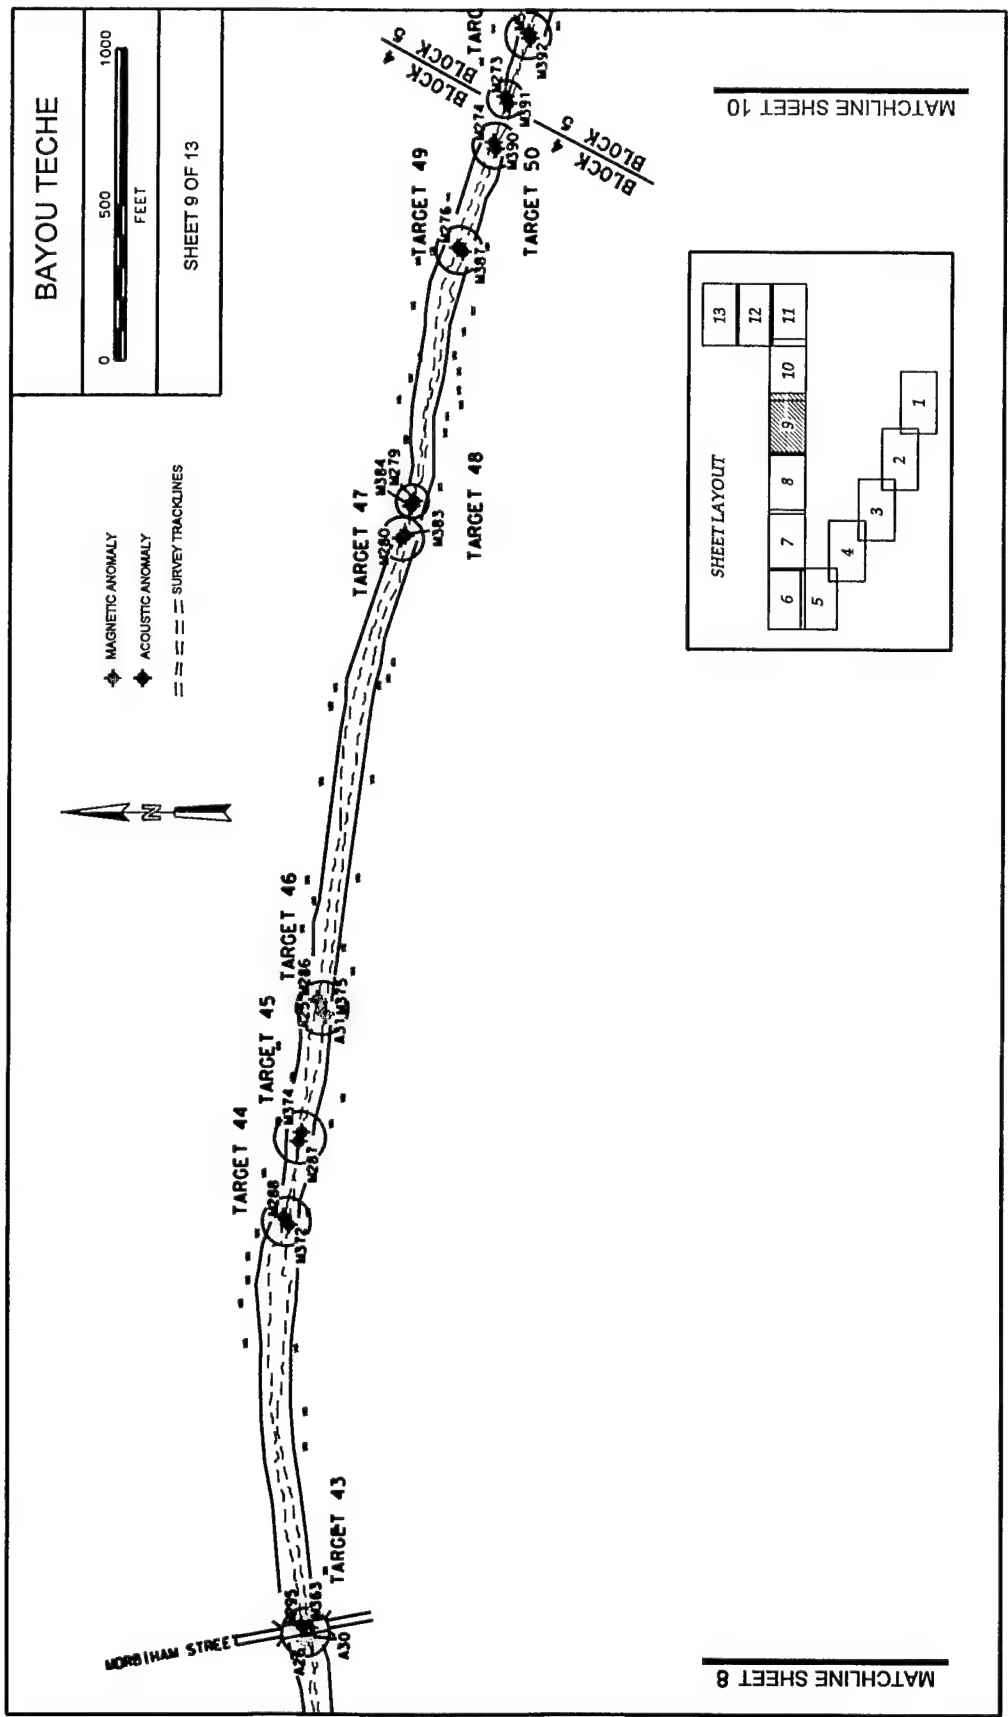 BAYOU TECHE
0 500 1000
FEET
SHEET 9 OF 13
MAGNETIC ANOMALY
ACOUSTIC ANOMALY
SURVEY TRACKLINES
N
MORBIHAM STREET
A26
M295
M363
A30
TARGET 43
TARGET 44
M288
M372
TARGET 45
M374
M287
TARGET 46
M286
A31 M375
TARGET 47
M280
M383
M384
M279
TARGET 48
TARGET 49
M276
M387
M274
M390
TARGET 50
M273
M391
BLOCK 4
BLOCK 5
BLOCK 4
BLOCK 5
M392
MATCHLINE SHEET 8
MATCHLINE SHEET 10
SHEET LAYOUT
13
12
6 7 8 9 10 11
5
4
3
2
1